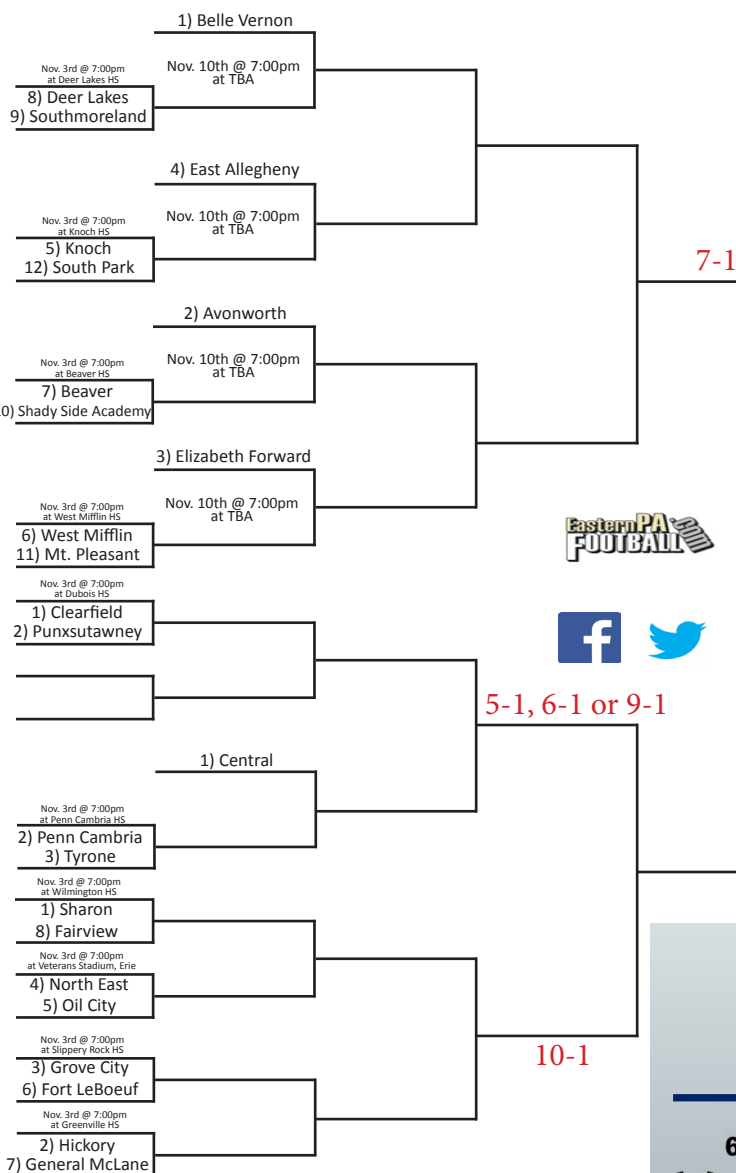 1) Belle Vernon
Nov. 10th @ 7:00pm
at TBA
Nov. 3rd @ 7:00pm
at Deer Lakes HS
8) Deer Lakes
9) Southmoreland
4) East Allegheny
Nov. 10th @ 7:00pm
at TBA
Nov. 3rd @ 7:00pm
at Knoch HS
5) Knoch
12) South Park
7-1
2) Avonworth
Nov. 10th @ 7:00pm
at TBA
Nov. 3rd @ 7:00pm
at Beaver HS
7) Beaver
0) Shady Side Academy
3) Elizabeth Forward
Nov. 10th @ 7:00pm
at TBA
Nov. 3rd @ 7:00pm
at West Mifflin HS
6) West Mifflin
11) Mt. Pleasant
EasternPA.com
FOOTBALL
Nov. 3rd @ 7:00pm
at Dubois HS
1) Clearfield
2) Punxsutawney
f
5-1, 6-1 or 9-1
1) Central
Nov. 3rd @ 7:00pm
at Penn Cambria HS
2) Penn Cambria
3) Tyrone
Nov. 3rd @ 7:00pm
at Wilmington HS
1) Sharon
8) Fairview
Nov. 3rd @ 7:00pm
at Veterans Stadium, Erie
4) North East
5) Oil City
Nov. 3rd @ 7:00pm
at Slippery Rock HS
3) Grove City
6) Fort LeBoeuf
10-1
Nov. 3rd @ 7:00pm
at Greenville HS
2) Hickory
7) General McLane
6